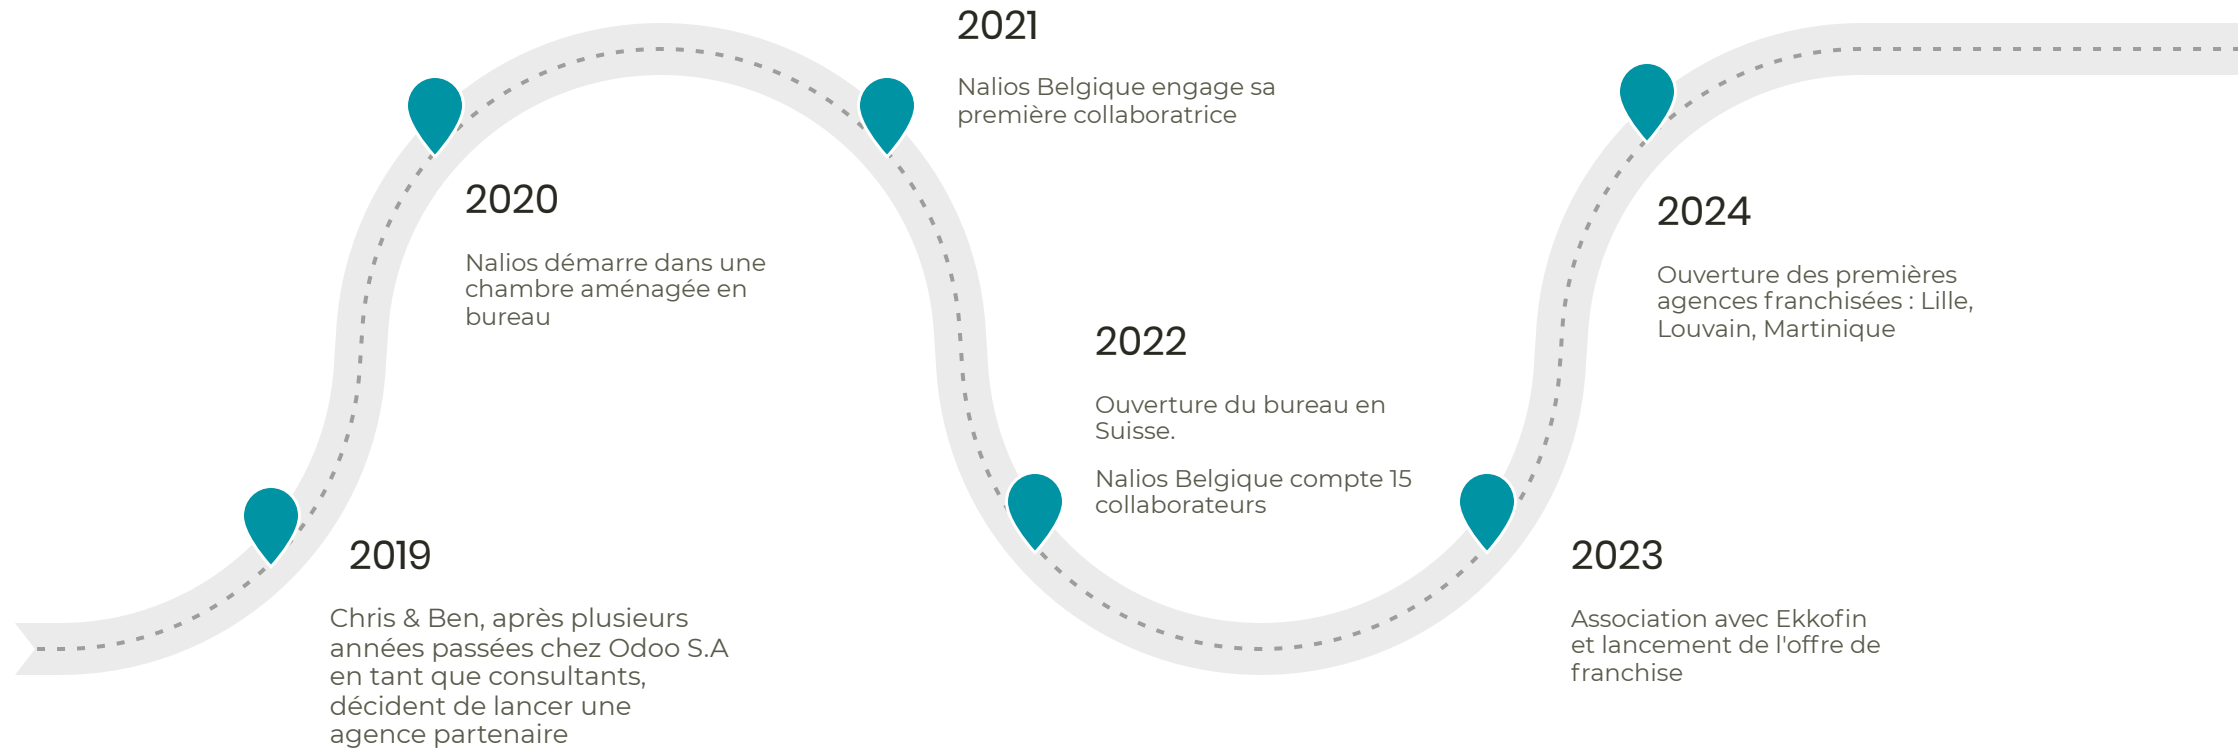 2019
Chris & Ben, après plusieurs
années passées chez Odoo S.A
en tant que consultants,
décident de lancer une
agence partenaire
2020
Nalios démarre dans une
chambre aménagée en
bureau
2021
Nalios Belgique engage sa
première collaboratrice
2022
Ouverture du bureau en
Suisse.
Nalios Belgique compte 15
collaborateurs
2023
Association avec Ekkofin
et lancement de l'offre de
franchise
2024
Ouverture des premières
agences franchisées : Lille,
Louvain, Martinique